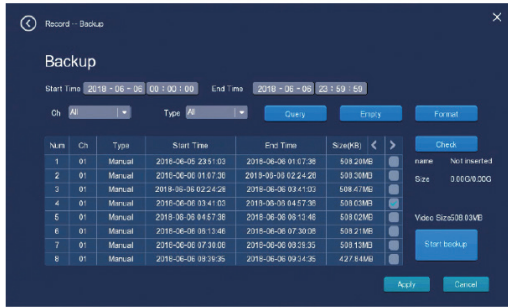 Record -- Backup
Backup
Start Time 2018 - 06 - 06 00 : 00 : 00 End Time 2018 - 06 - 06 23 : 59 : 59
Ch All Type All Query Empty Format
Num Ch Type Start Time End Time Size(KB) < > Check
1 01 Manual 2018-06-05 23:51:03 2018-06-06 01:07:38 508.20MB name Not inserted
2 01 Manual 2018-06-06 01:07:38 2018-06-06 02:24:28 508.30MB Size 0.00G/0.00G
3 01 Manual 2018-06-06 02:24:28 2018-06-06 03:41:03 508.47MB
4 01 Manual 2018-06-06 03:41:03 2018-06-06 04:57:38 508.03MB
5 01 Manual 2018-06-06 04:57:38 2018-06-06 06:13:46 508.02MB Video Size508.03MB
6 01 Manual 2018-06-06 06:13:46 2018-06-06 07:30:08 508.21MB
7 01 Manual 2018-06-06 07:30:08 2018-06-06 08:39:35 508.13MB Start backup
8 01 Manual 2018-06-06 08:39:35 2018-06-06 09:34:35 427.84MB
Apply Cancel